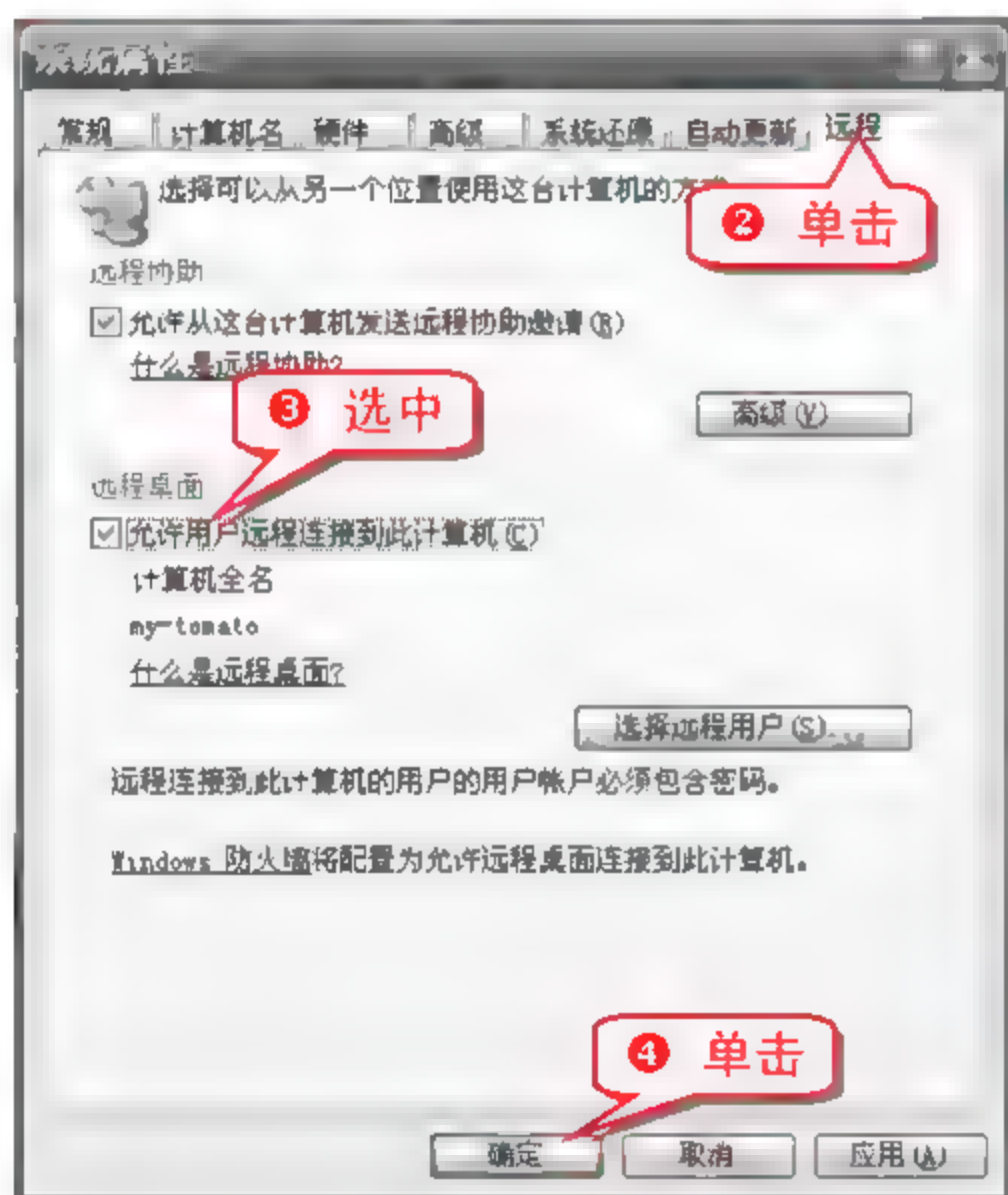 系统属性
常规 计算机名 硬件 高级 系统还原 自动更新 远程
选择可以从另一个位置使用这台计算机的
❷ 单击
远程协助
允许从这台计算机发送远程协助邀请(R)
什么是远程协助?
❸ 选中
高级(V)
远程桌面
允许用户远程连接到此计算机(C)
计算机全名
my-tomato
什么是远程桌面?
选择远程用户(S)...
远程连接到此计算机的用户的用户帐户必须包含密码。
Windows 防火墙将配置为允许远程桌面连接到此计算机。
❹ 单击
确定 取消 应用(A)